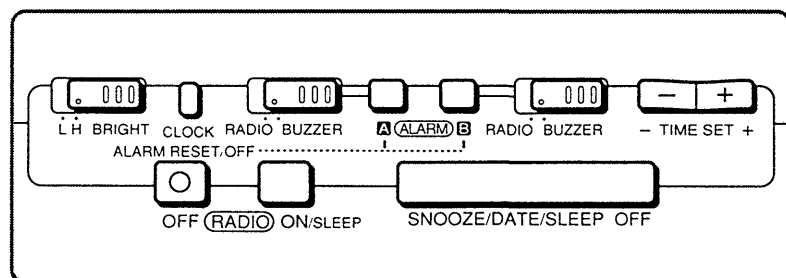 − +
L H BRIGHT CLOCK RADIO BUZZER A ALARM B RADIO BUZZER − TIME SET +
ALARM RESET/OFF
OFF RADIO ON/SLEEP SNOOZE/DATE/SLEEP OFF